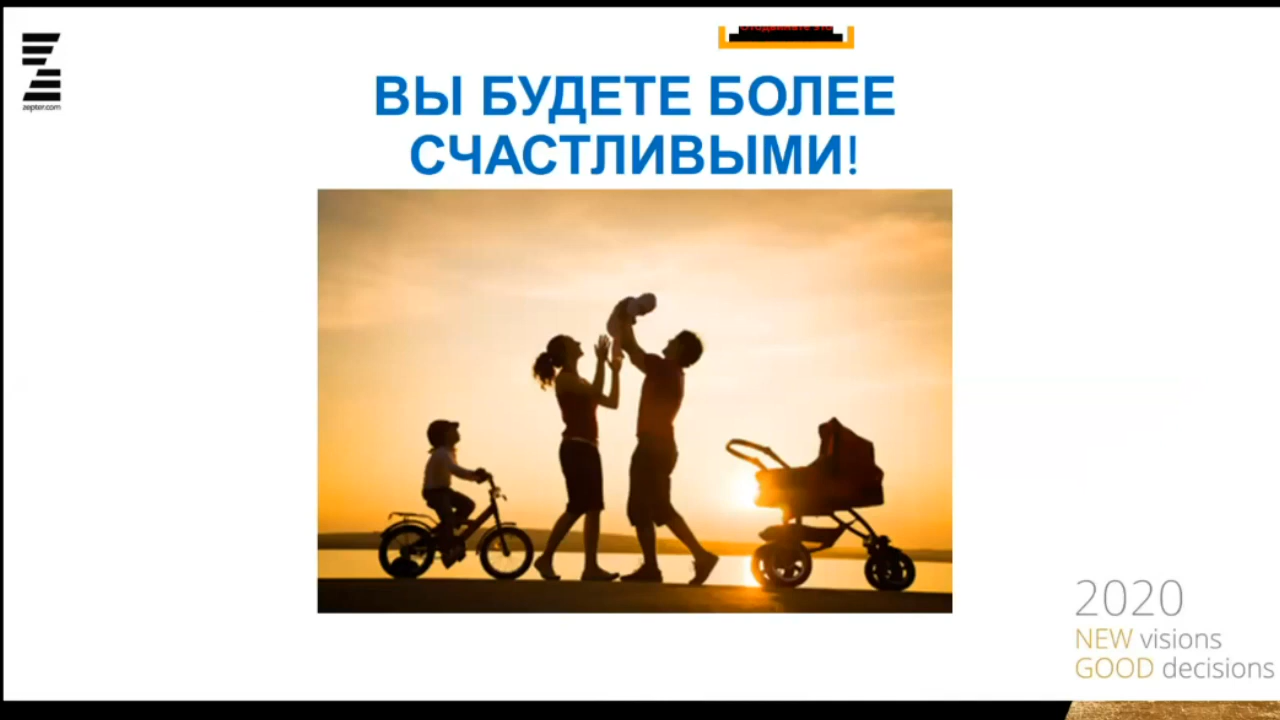 zepter.com
ВЫ БУДЕТЕ БОЛЕЕ
СЧАСТЛИВЫМИ!
2020
NEW visions
GOOD decisions